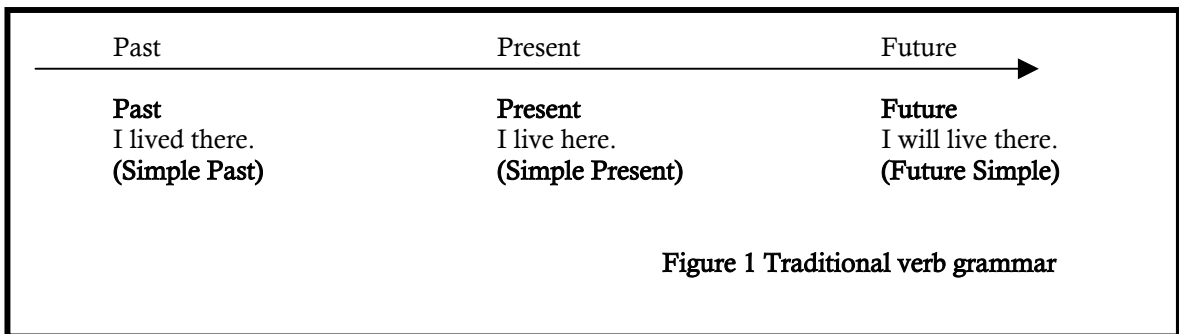 Past Present Future
Past Present Future
I lived there. I live here. I will live there.
(Simple Past) (Simple Present) (Future Simple)
Figure 1 Traditional verb grammar